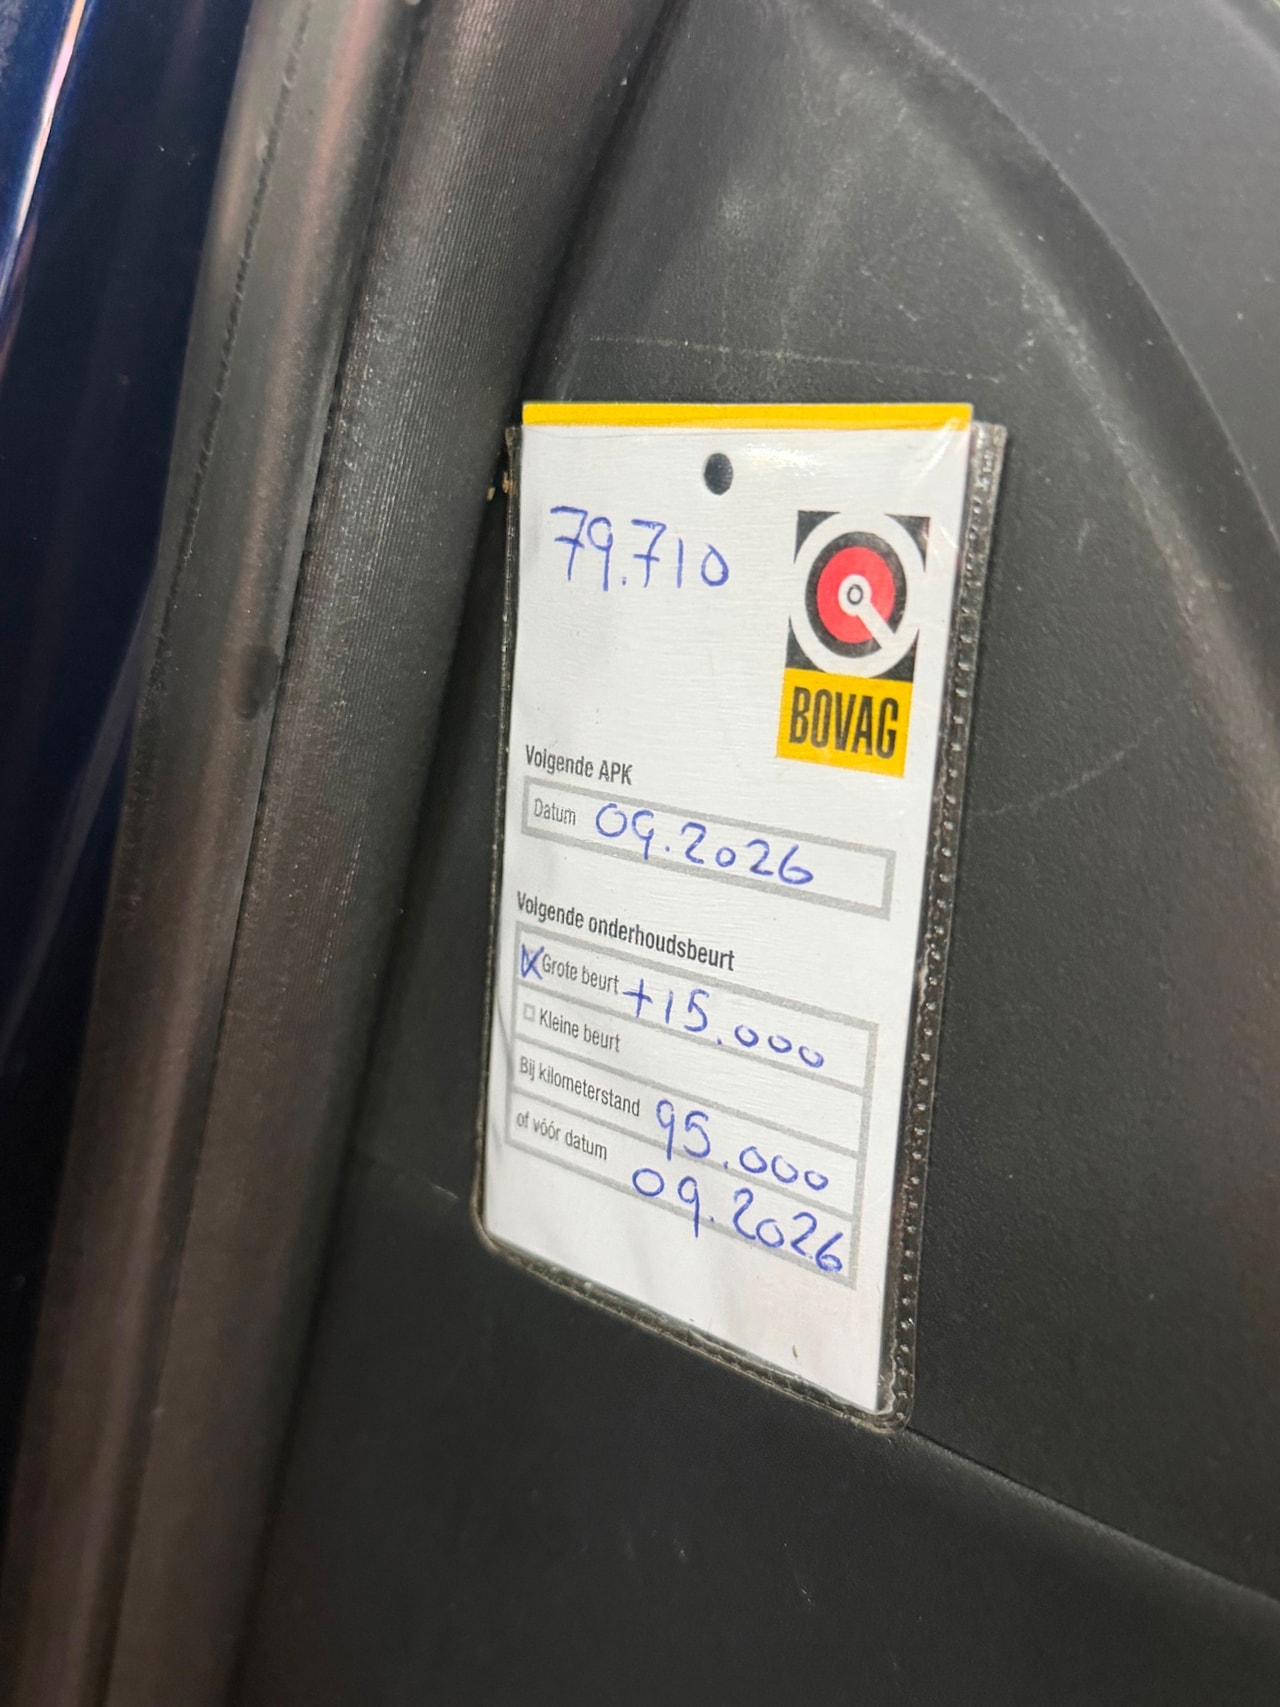 79.710
BOVAG
Volgende APK
Datum 09.2026
Volgende onderhoudsbeurt
Grote beurt +15.000
Kleine beurt
Bij kilometerstand 95.000
of vóór datum 09.2026